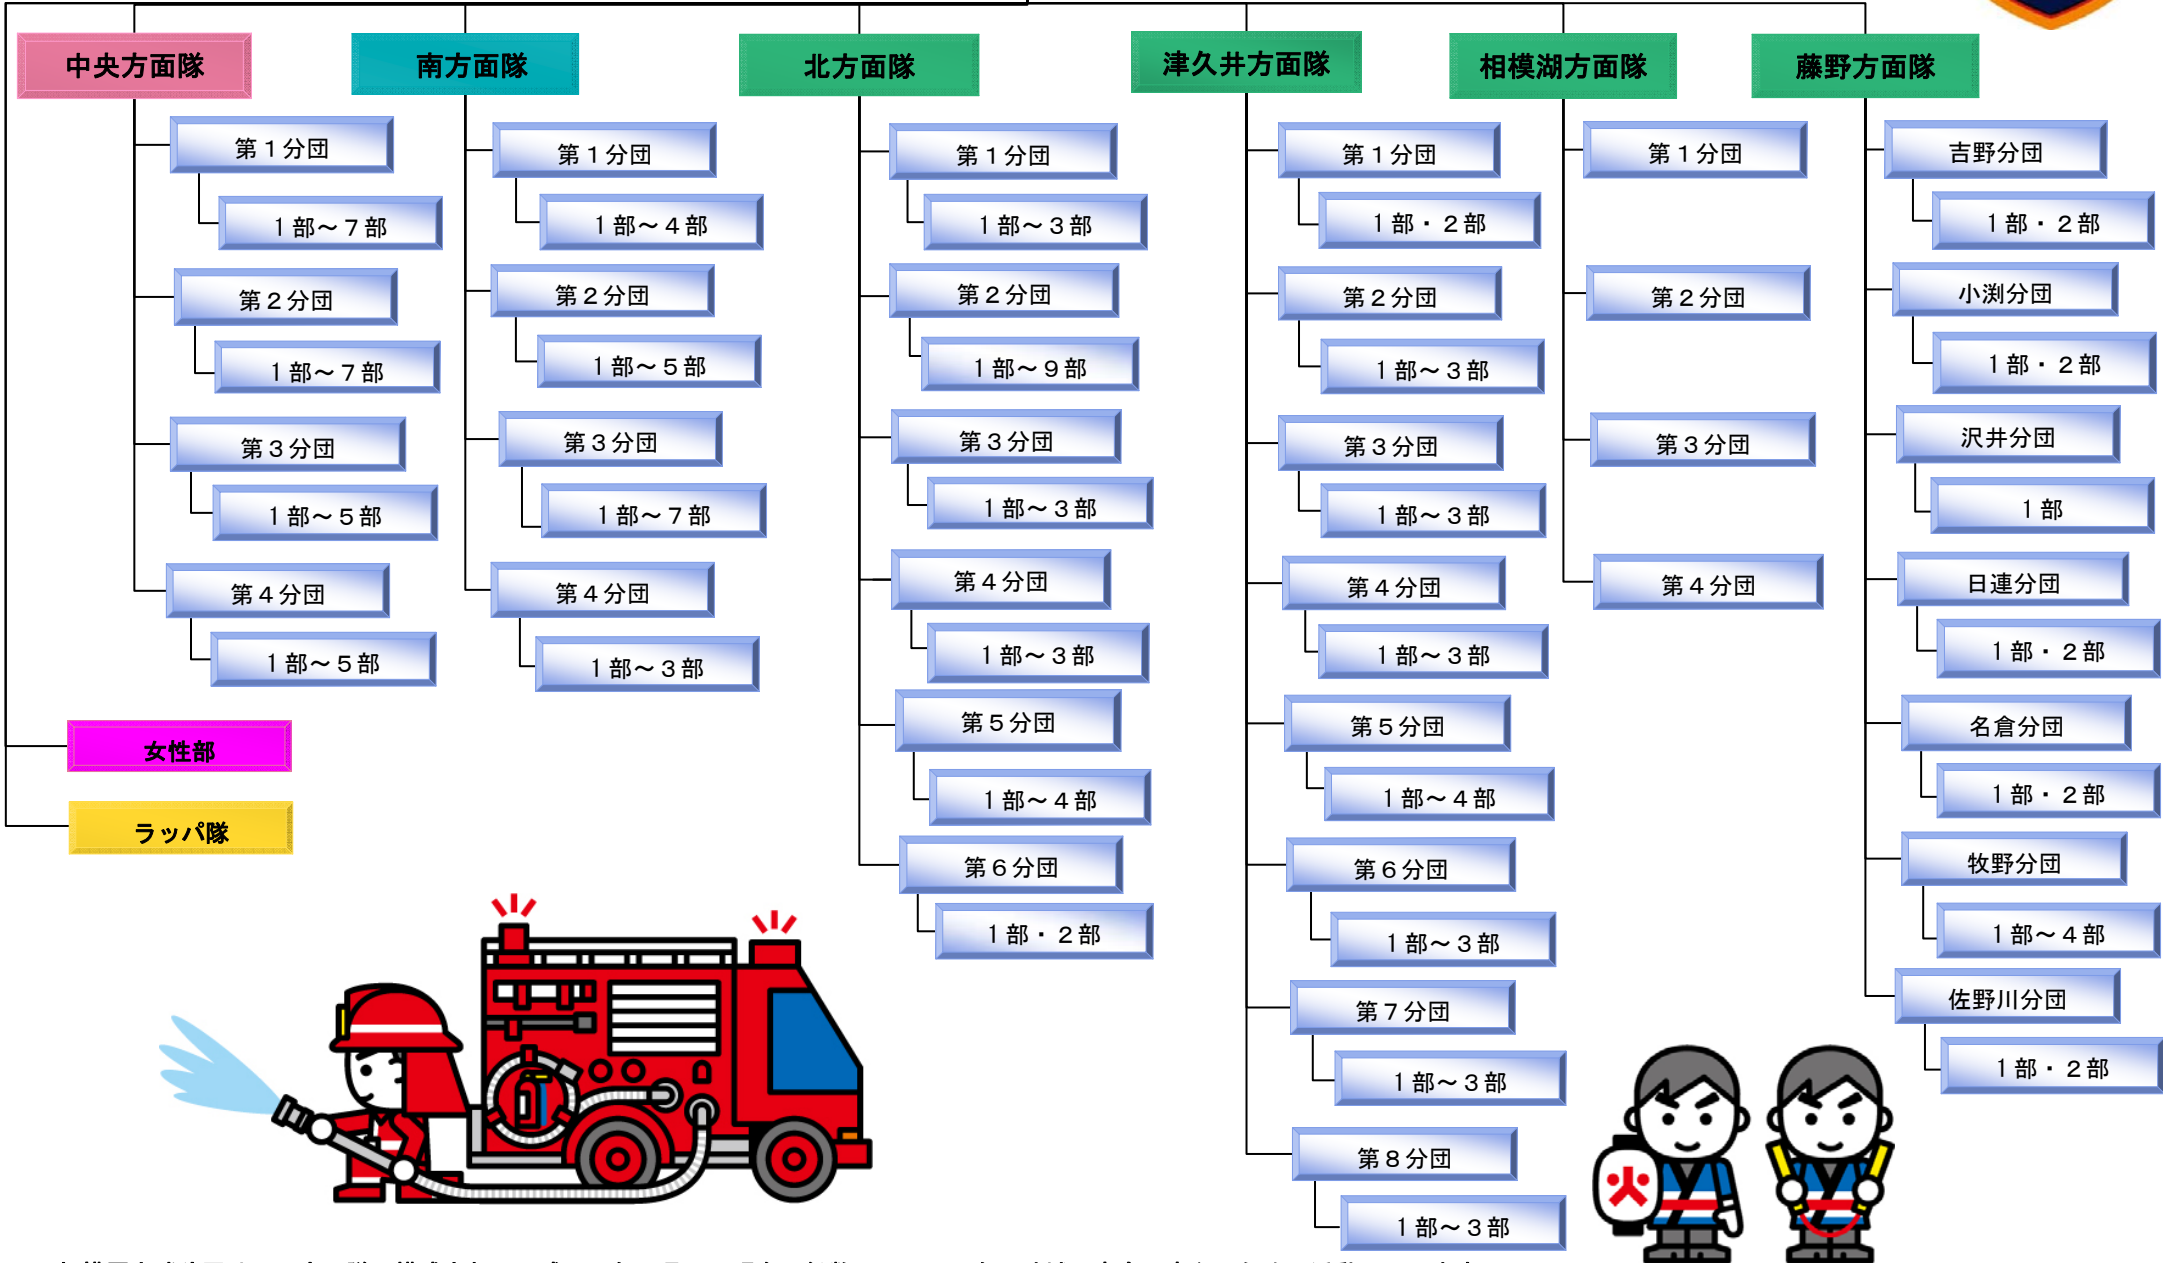 中央方面隊
第１分団
１部～７部
第２分団
１部～７部
第３分団
１部～５部
第４分団
１部～５部
女性部
ラッパ隊
南方面隊
第１分団
１部～４部
第２分団
１部～５部
第３分団
１部～７部
第４分団
１部～３部
北方面隊
第１分団
１部～３部
第２分団
１部～９部
第３分団
１部～３部
第４分団
１部～３部
第５分団
１部～４部
第６分団
１部・２部
津久井方面隊
第１分団
１部・２部
第２分団
１部～３部
第３分団
１部～３部
第４分団
１部～３部
第５分団
１部～４部
第６分団
１部～３部
第７分団
１部～３部
第８分団
１部～３部
相模湖方面隊
第１分団
第２分団
第３分団
第４分団
藤野方面隊
吉野分団
１部・２部
小渕分団
１部・２部
沢井分団
１部
日連分団
１部・２部
名倉分団
１部・２部
牧野分団
１部～４部
佐野川分団
１部・２部
火